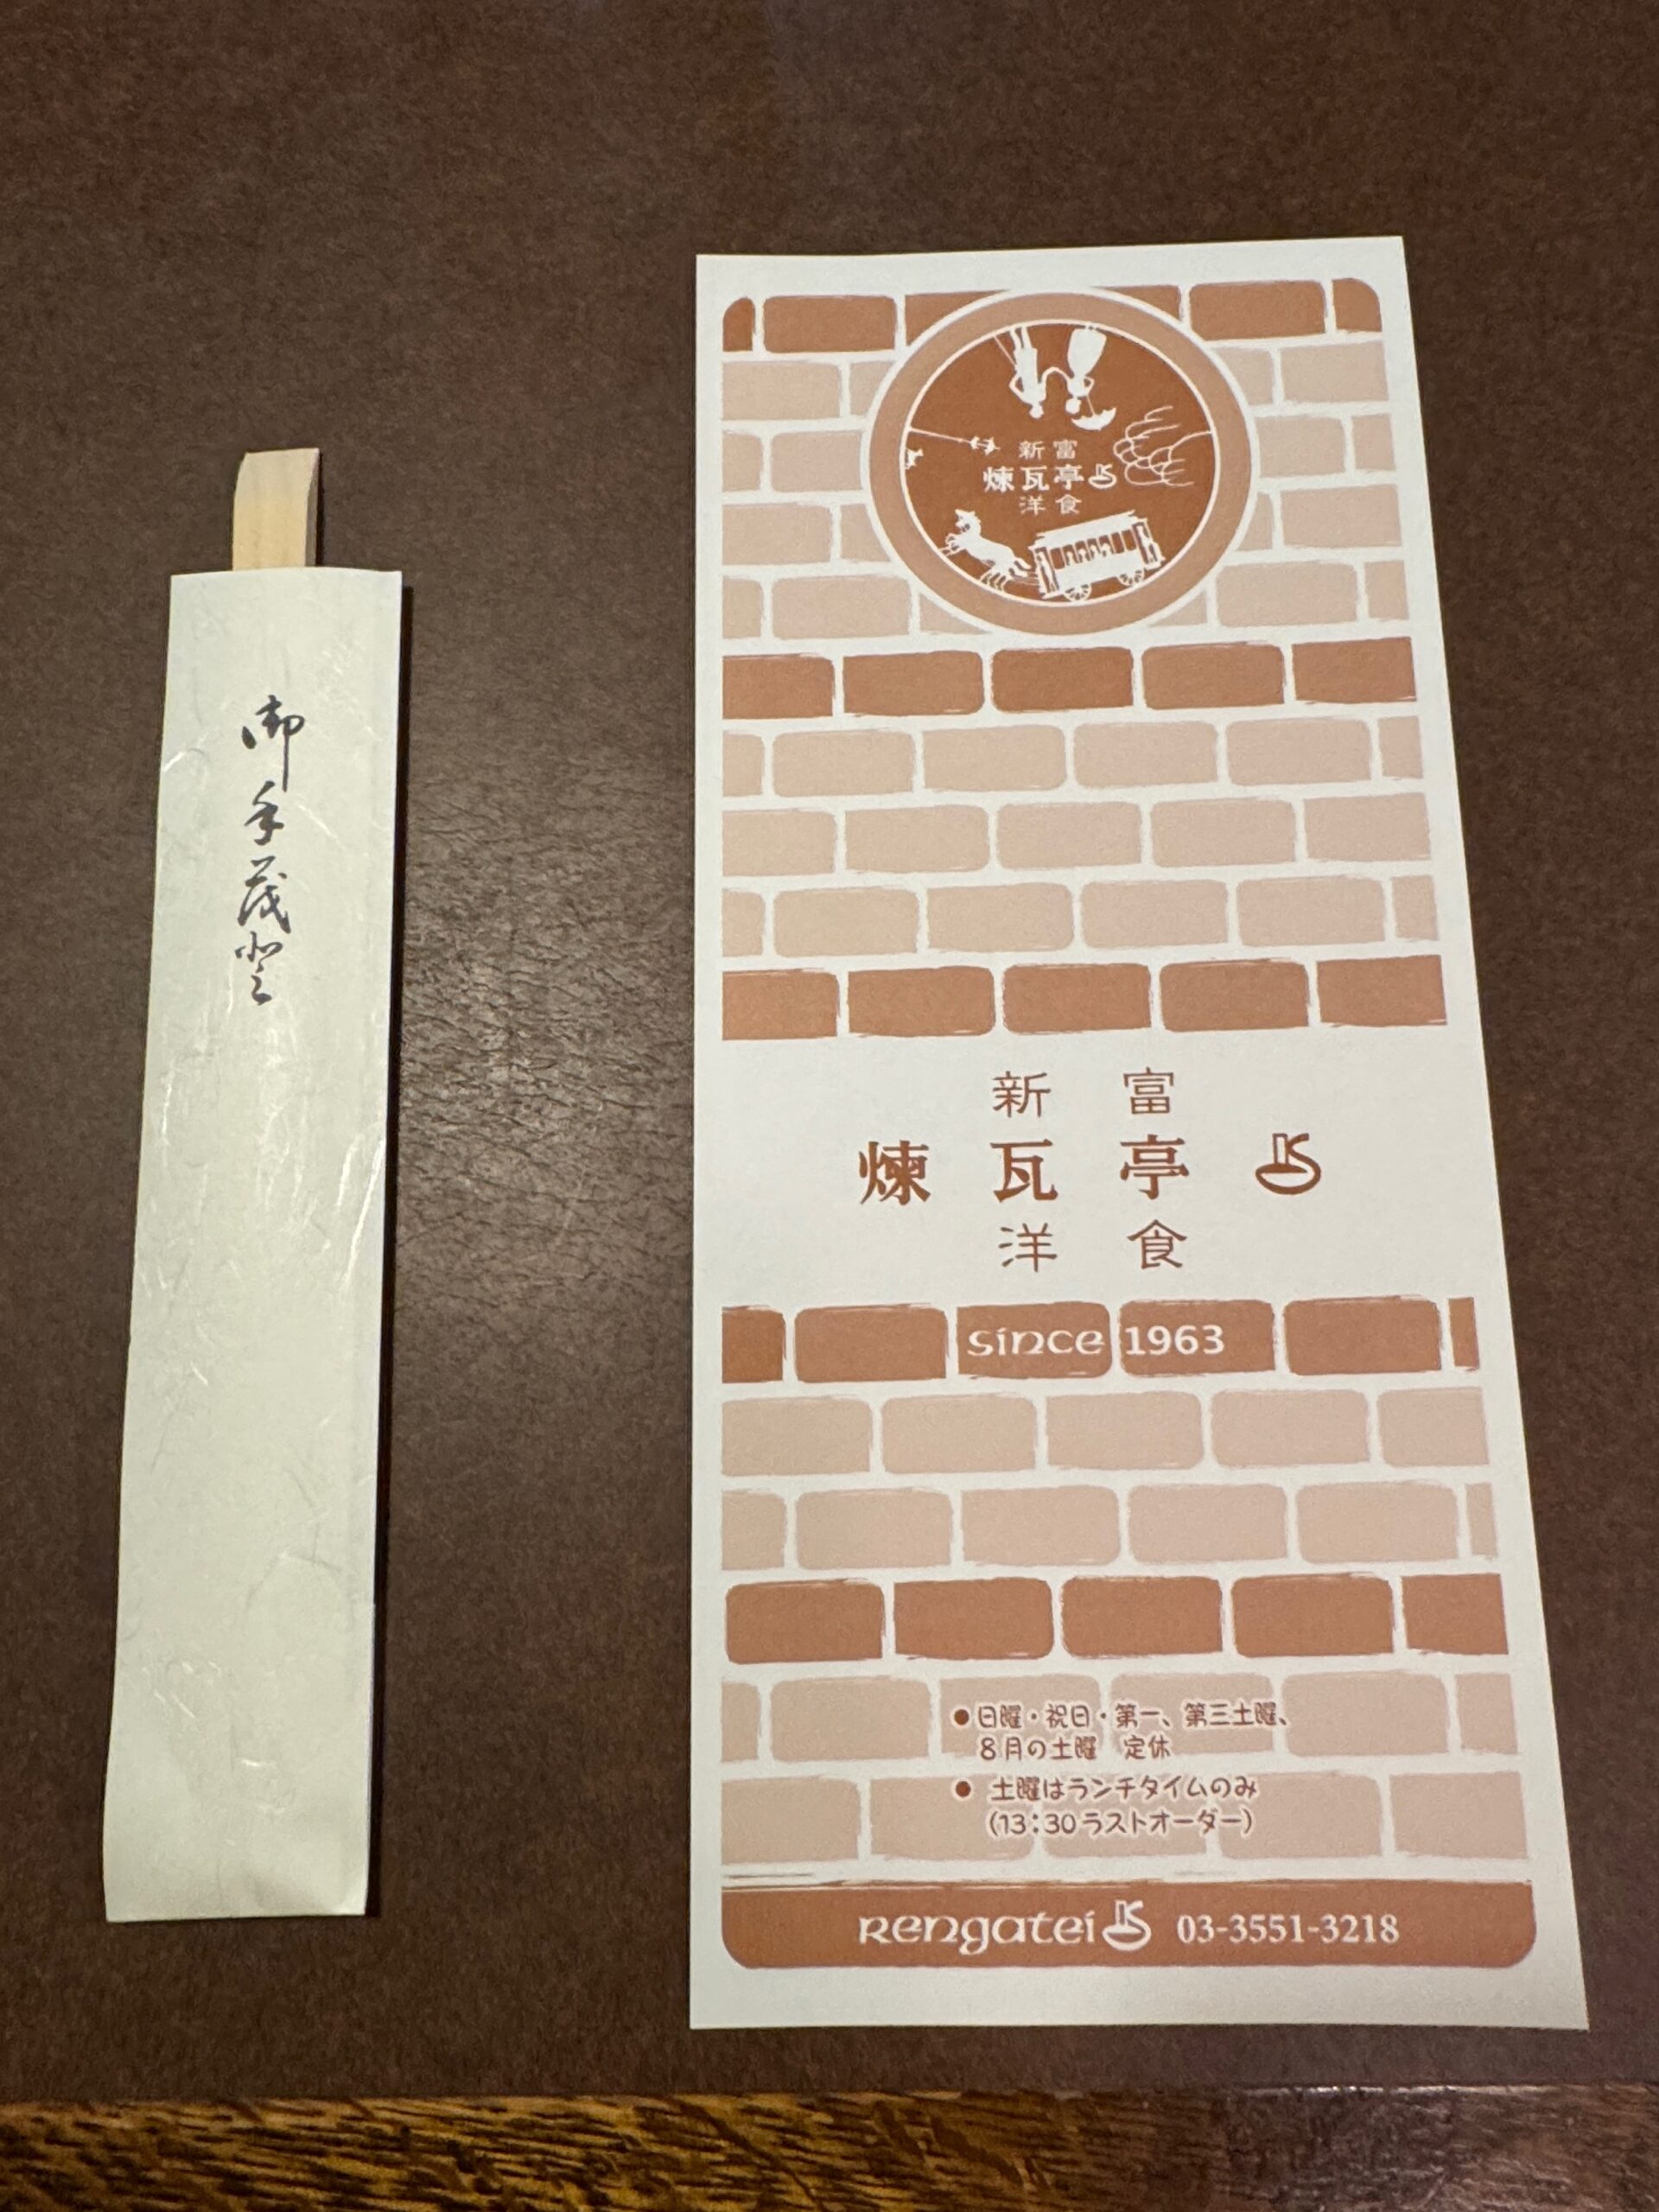 御手茂登
新富
煉瓦亭
洋食
新富
煉瓦亭
洋食
since 1963
●日曜・祝日・第一、第三土曜、
8月の土曜 定休
● 土曜はランチタイムのみ
(13:30ラストオーダー)
Rengatei 03-3551-3218